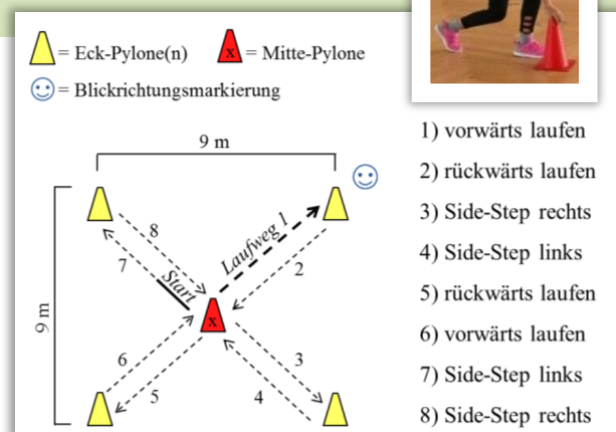 = Eck-Pylone(n)
x = Mitte-Pylone
= Blickrichtungsmarkierung
9 m
9 m
8
7
Start
Laufweg 1
2
x
6
5
3
4
1) vorwärts laufen
2) rückwärts laufen
3) Side-Step rechts
4) Side-Step links
5) rückwärts laufen
6) vorwärts laufen
7) Side-Step links
8) Side-Step rechts